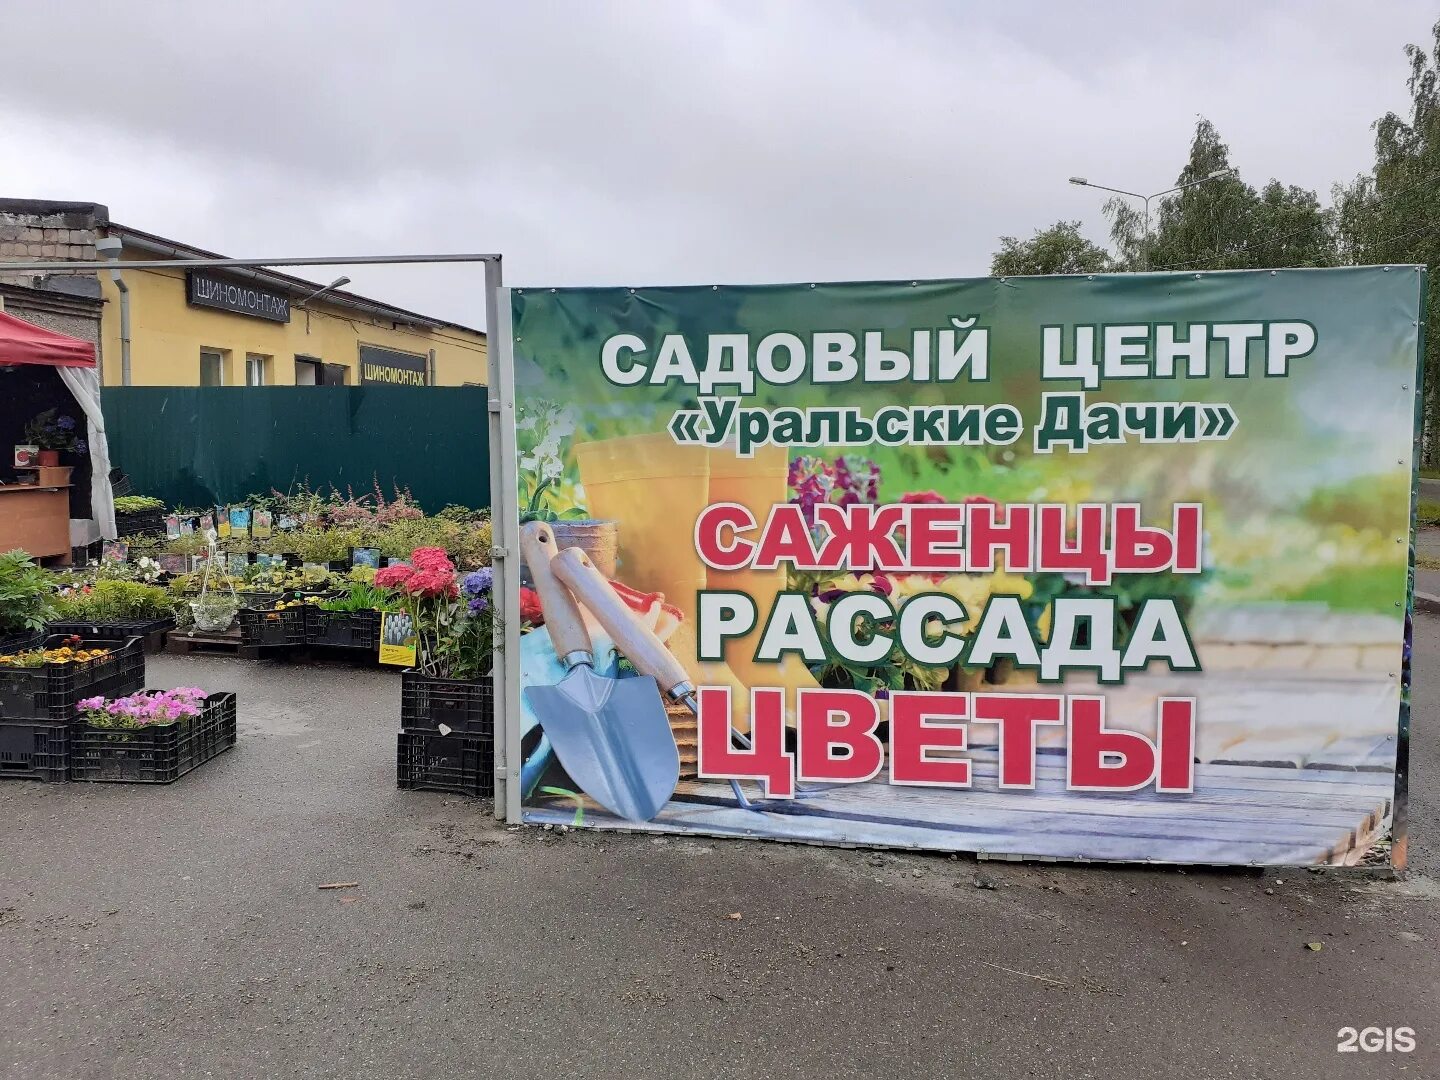 ШИНОМОНТАЖ
ШИНОМОНТАЖ
САДОВЫЙ ЦЕНТР
«Уральские Дачи»
САЖЕНЦЫ
РАССАДА
ЦВЕТЫ
2GIS